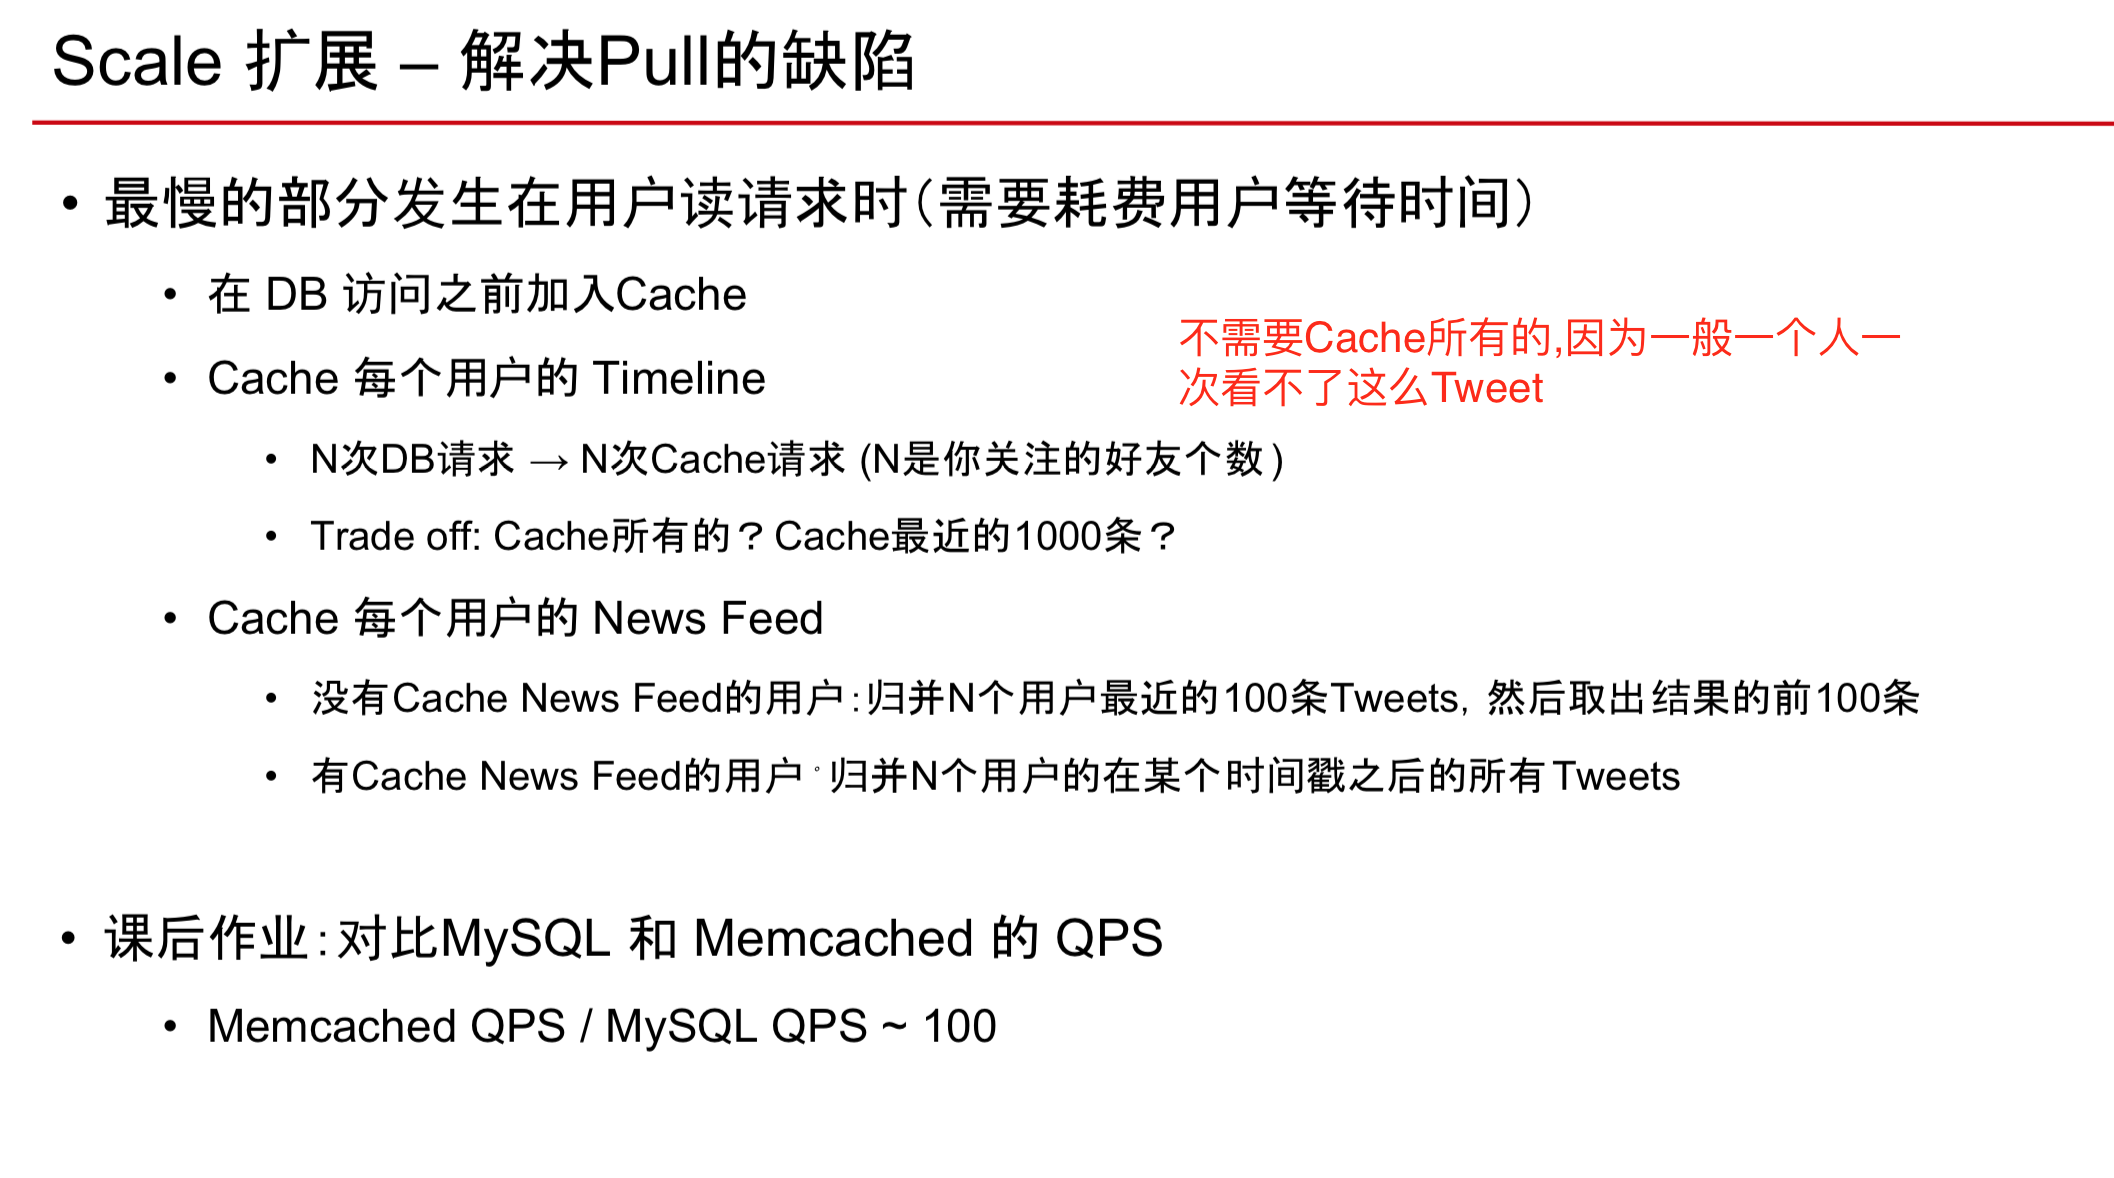 Scale 扩展 – 解决Pull的缺陷
• 最慢的部分发生在用户读请求时（需要耗费用户等待时间）
• 在 DB 访问之前加入Cache
不需要Cache所有的,因为一般一个人一
次看不了这么Tweet
• Cache 每个用户的 Timeline
• N次DB请求 → N次Cache请求 (N是你关注的好友个数)
• Trade off: Cache所有的？Cache最近的1000条？
• Cache 每个用户的 News Feed
• 没有Cache News Feed的用户：归并N个用户最近的100条Tweets，然后取出结果的前100条
• 有Cache News Feed的用户：归并N个用户的在某个时间戳之后的所有Tweets
• 课后作业：对比MySQL 和 Memcached 的 QPS
• Memcached QPS / MySQL QPS ~ 100